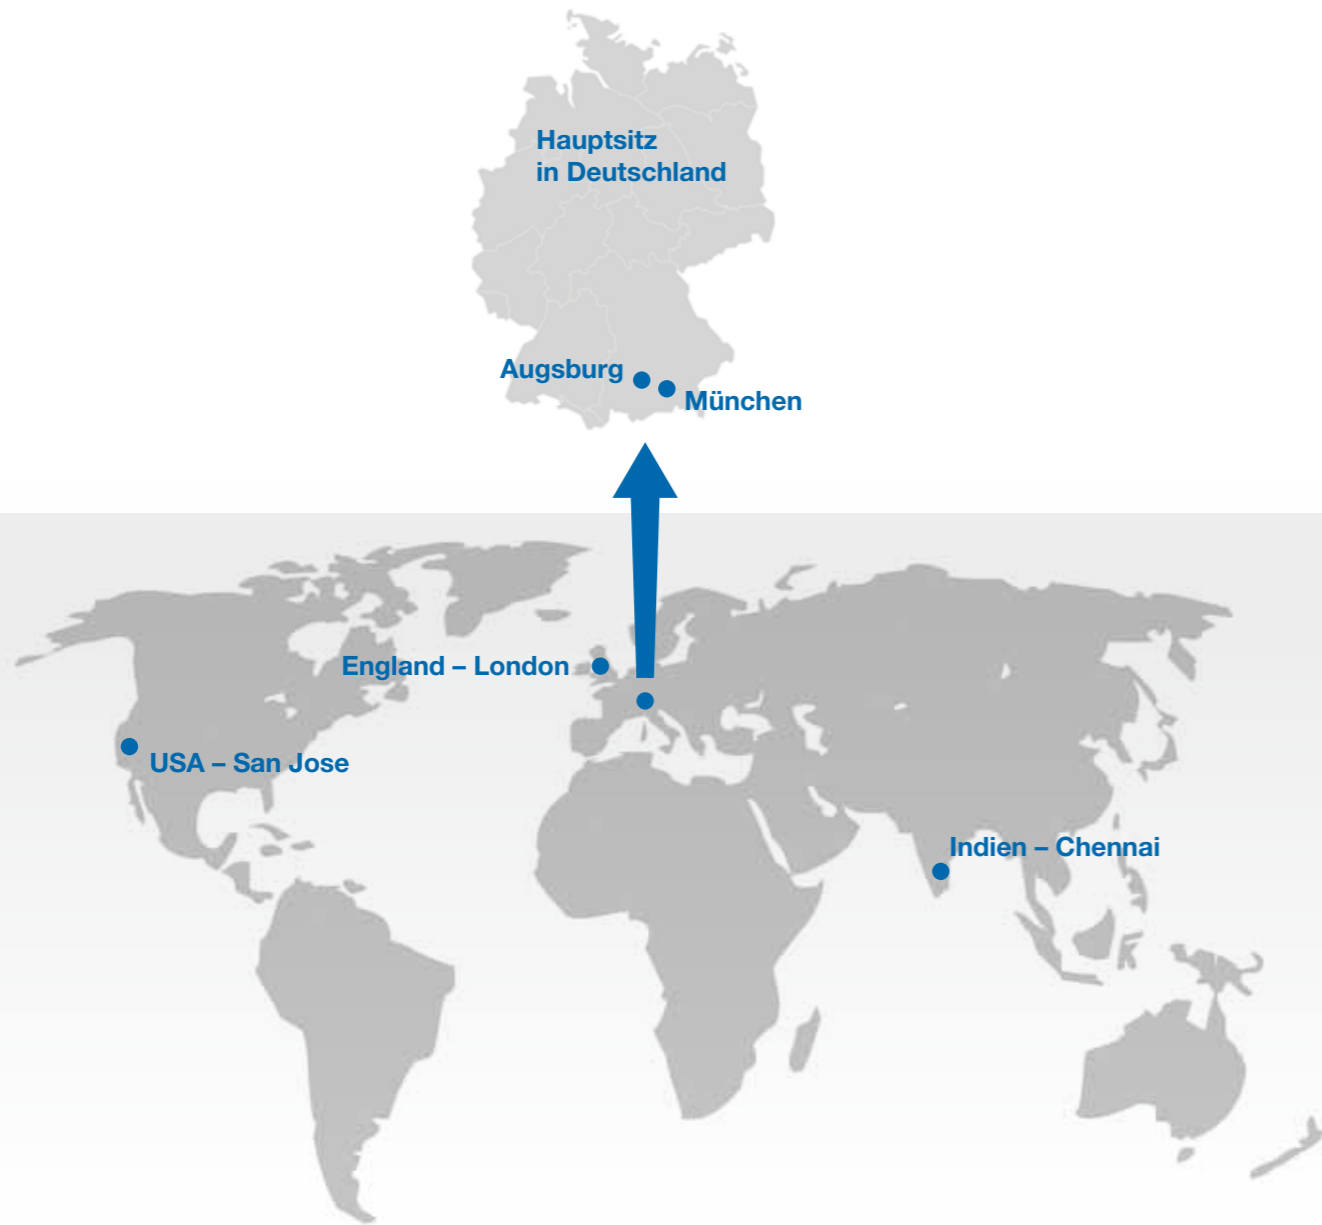 Hauptsitz
in Deutschland
Augsburg
München
England – London
USA – San Jose
Indien – Chennai